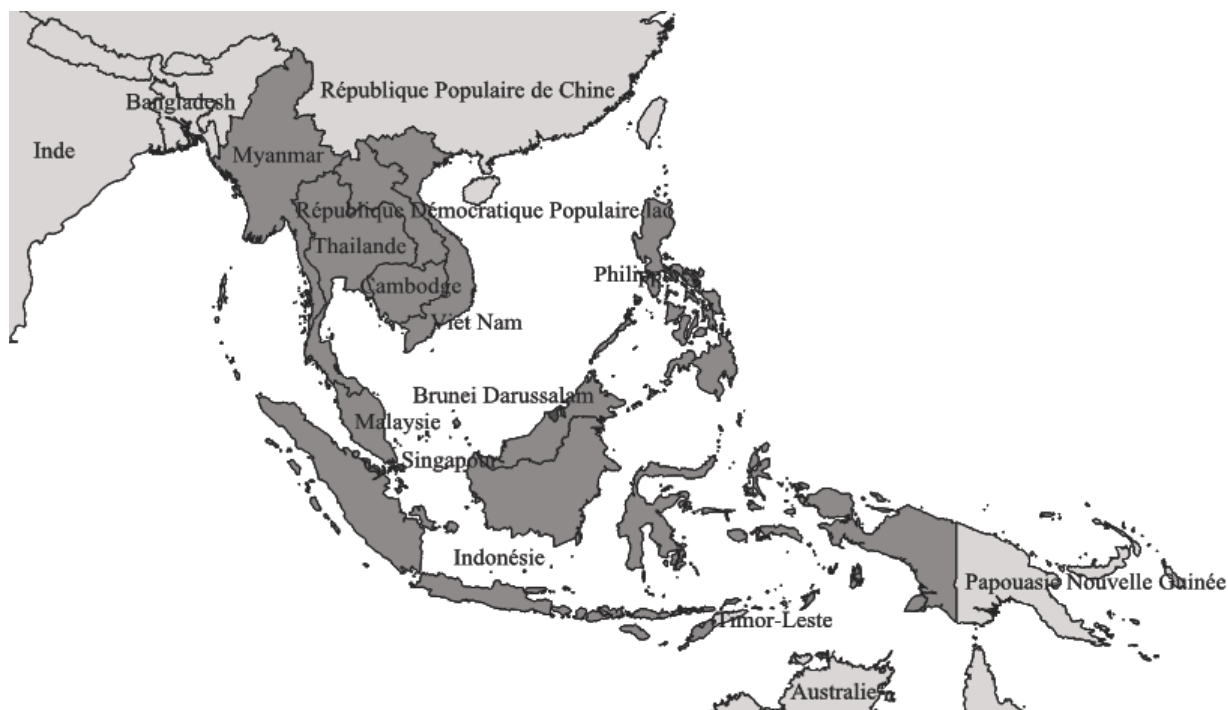 République Populaire de Chine
Bangladesh
Inde
Myanmar
République Démocratique Populaire lao
Thailande
Philippines
Cambodge
Viet Nam
Brunei Darussalam
Malaysie
Singapour
Indonésie
Papouasie Nouvelle Guinée
Timor-Leste
Australie